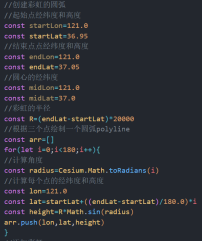 //创建彩虹的圆弧
//起始点经纬度和高度
const startLon=121.0
const startLat=36.95
//结束点点经纬度和高度
const endLon=121.0
const endLat=37.05
//圆心的经纬度
const midLon=121.0
const midLat=37.0
//彩虹的半径
const R=(endLat-startLat)*20000
//根据三个点绘制一个圆弧polyline
const arr=[]
for(let i=0;i<180;i++){
//计算角度
const radius=Cesium.Math.toRadians(i)
//计算每个点的经纬度和高度
const lon=121.0
const lat=startLat+((endLat-startLat)/180.0)*i
const height=R*Math.sin(radius)
arr.push(lon,lat,height)
}